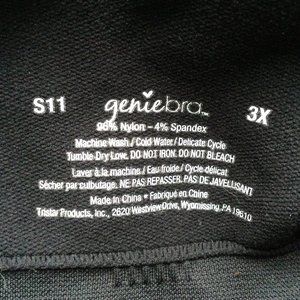 S11 geniebra™ 3X
96% Nylon – 4% Spandex
Machine Wash / Cold Water / Delicate Cycle
Tumble Dry Low. DO NOT IRON. DO NOT BLEACH
Laver à la machine / Eau froide / Cycle délicat
Sécher par culbutage. NE PAS REPASSER. PAS DE JAVELLISANT
Made in China • Fabriqué en Chine
Tristar Products, Inc., 2620 Westview Drive, Wyomissing, PA 19610